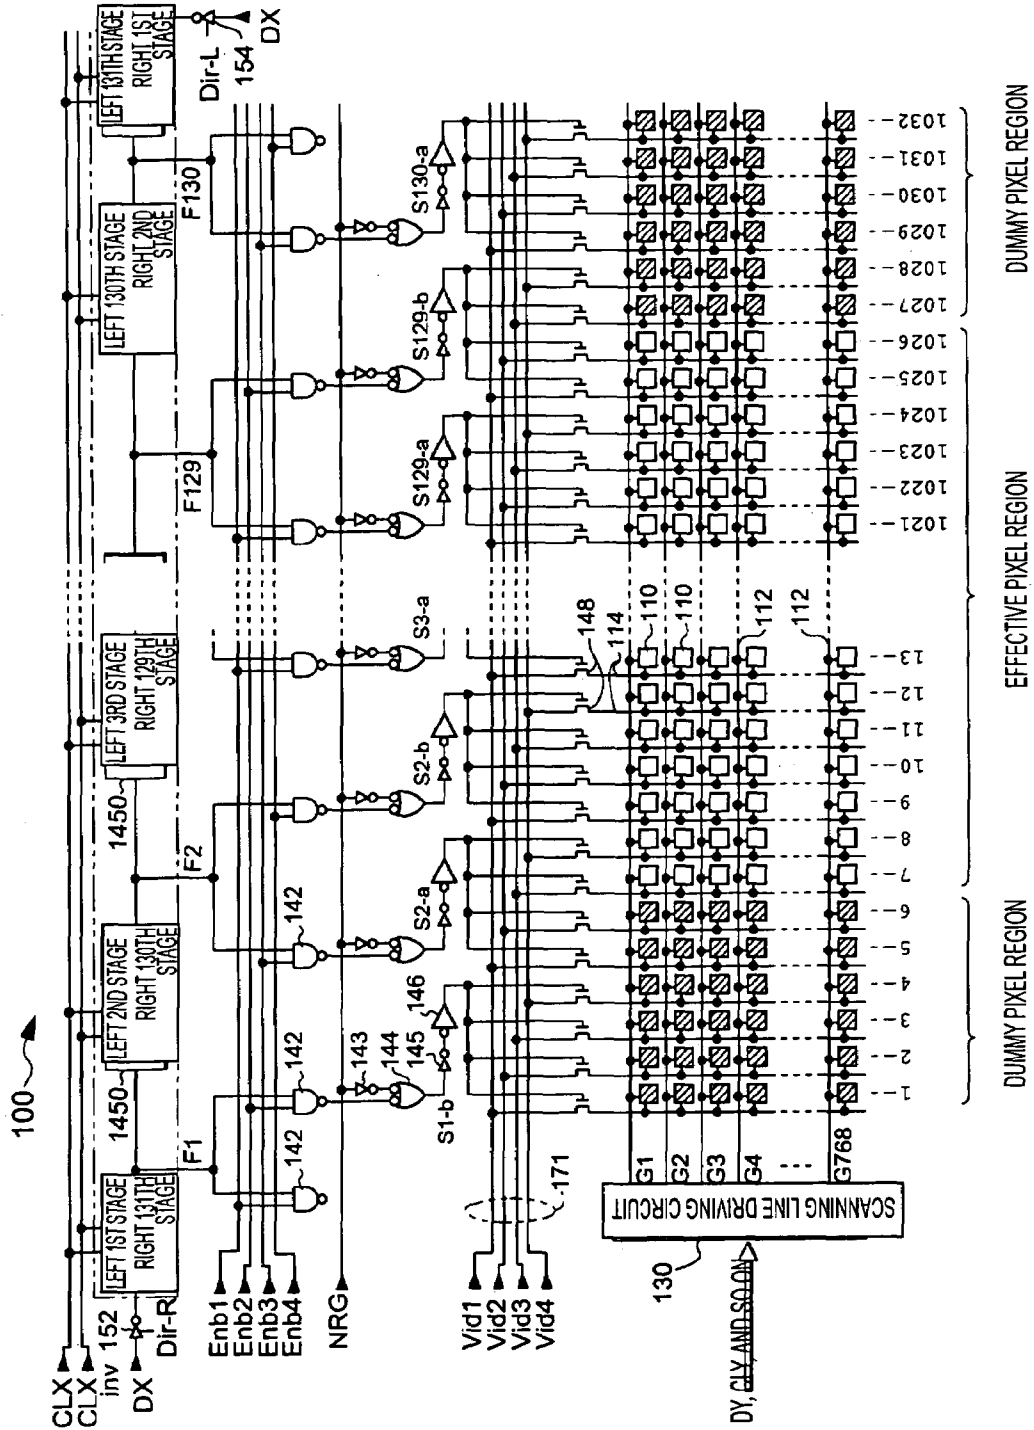 100
CLX
CLX
inv 152
DX
Dir-R
LEFT 1ST STAGE
RIGHT 131TH
STAGE
1450
LEFT 2ND STAGE
RIGHT 130TH
STAGE
1450
LEFT 3RD STAGE
RIGHT 129TH
STAGE
LEFT 130TH STAGE
RIGHT 2ND
STAGE
LEFT 131TH STAGE
RIGHT 1ST
STAGE
Dir-L
154
DX
F1
F2
F129
F130
Enb1
Enb2
Enb3
Enb4
142
142
142
NRG
143
144
145
146
S1-b
S2-a
S2-b
S3-a
S129-a
S129-b
S130-a
Vid1
Vid2
Vid3
Vid4
171
148
114
110
110
112
112
SCANNING LINE DRIVING CIRCUIT
130
DY, CLY AND SO ON
G1
G2
G3
G4
G768
1
2
3
4
5
6
7
8
9
10
11
12
13
1021
1022
1023
1024
1025
1026
1027
1028
1029
1030
1031
1032
DUMMY PIXEL REGION
EFFECTIVE PIXEL REGION
DUMMY PIXEL REGION